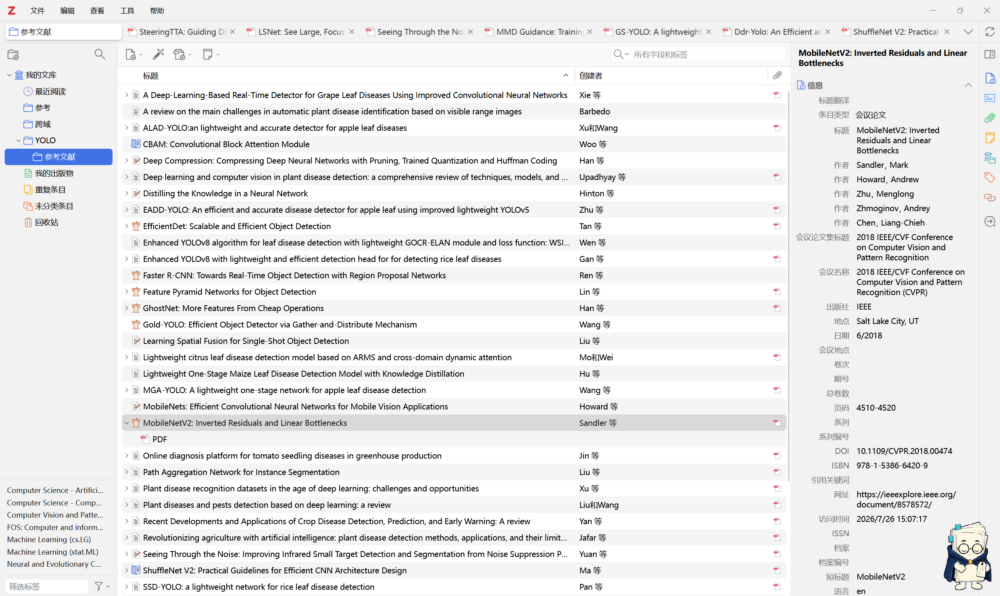 Z 文件 编辑 查看 工具 帮助
参考文献 SteeringTTA: Guiding Di LSNet: See Large, Focus Seeing Through the Noi MMD Guidance: Training GS-YOLO: A lightweight Ddr-Yolo: An Efficient an ShuffleNet V2: Practical
我的文库
最近阅读
参考
跨域
YOLO
参考文献
我的出版物
重复条目
未分类条目
回收站
Computer Science - Artifici...
Computer Science - Comp...
Computer Vision and Patte...
FOS: Computer and inform...
Machine Learning (cs.LG)
Machine Learning (stat.ML)
Neural and Evolutionary C...
筛选标签
所有字段和标签
标题 创建者
A Deep-Learning-Based Real-Time Detector for Grape Leaf Diseases Using Improved Convolutional Neural Networks Xie 等
A review on the main challenges in automatic plant disease identification based on visible range images Barbedo
ALAD-YOLO:an lightweight and accurate detector for apple leaf diseases Xu和Wang
CBAM: Convolutional Block Attention Module Woo 等
Deep Compression: Compressing Deep Neural Networks with Pruning, Trained Quantization and Huffman Coding Han 等
Deep learning and computer vision in plant disease detection: a comprehensive review of techniques, models, and ... Upadhyay 等
Distilling the Knowledge in a Neural Network Hinton 等
EADD-YOLO: An efficient and accurate disease detector for apple leaf using improved lightweight YOLOv5 Zhu 等
EfficientDet: Scalable and Efficient Object Detection Tan 等
Enhanced YOLOv8 algorithm for leaf disease detection with lightweight GOCR-ELAN module and loss function: WSI... Wen 等
Enhanced YOLOv8 with lightweight and efficient detection head for for detecting rice leaf diseases Gan 等
Faster R-CNN: Towards Real-Time Object Detection with Region Proposal Networks Ren 等
Feature Pyramid Networks for Object Detection Lin 等
GhostNet: More Features From Cheap Operations Han 等
Gold-YOLO: Efficient Object Detector via Gather-and-Distribute Mechanism Wang 等
Learning Spatial Fusion for Single-Shot Object Detection Liu 等
Lightweight citrus leaf disease detection model based on ARMS and cross-domain dynamic attention Mo和Wei
Lightweight One-Stage Maize Leaf Disease Detection Model with Knowledge Distillation Hu 等
MGA-YOLO: A lightweight one-stage network for apple leaf disease detection Wang 等
MobileNets: Efficient Convolutional Neural Networks for Mobile Vision Applications Howard 等
MobileNetV2: Inverted Residuals and Linear Bottlenecks Sandler 等
PDF
Online diagnosis platform for tomato seedling diseases in greenhouse production Jin 等
Path Aggregation Network for Instance Segmentation Liu 等
Plant disease recognition datasets in the age of deep learning: challenges and opportunities Xu 等
Plant diseases and pests detection based on deep learning: a review Liu和Wang
Recent Developments and Applications of Crop Disease Detection, Prediction, and Early Warning: A review Yan 等
Revolutionizing agriculture with artificial intelligence: plant disease detection methods, applications, and their limit... Jafar 等
Seeing Through the Noise: Improving Infrared Small Target Detection and Segmentation from Noise Suppression P... Yuan 等
ShuffleNet V2: Practical Guidelines for Efficient CNN Architecture Design Ma 等
SSD-YOLO: a lightweight network for rice leaf disease detection Pan 等
MobileNetV2: Inverted Residuals and Linear
Bottlenecks
信息
标题翻译
条目类型 会议论文
标题 MobileNetV2: Inverted
Residuals and Linear
Bottlenecks
作者 Sandler, Mark
作者 Howard, Andrew
作者 Zhu, Menglong
作者 Zhmoginov, Andrey
作者 Chen, Liang-Chieh
会议论文集标题 2018 IEEE/CVF Conference
on Computer Vision and
Pattern Recognition
会议名称 2018 IEEE/CVF Conference on
Computer Vision and Pattern
Recognition (CVPR)
出版社 IEEE
地点 Salt Lake City, UT
日期 6/2018
会议地点
卷次
期号
总卷数
页码 4510-4520
系列
系列编号
DOI 10.1109/CVPR.2018.00474
ISBN 978-1-5386-6420-9
引用关键词
网址 https://ieeexplore.ieee.org/
document/8578572/
访问时间 2026/7/26 15:07:17
ISSN
档案
档案编号
短标题 MobileNetV2
语言 en